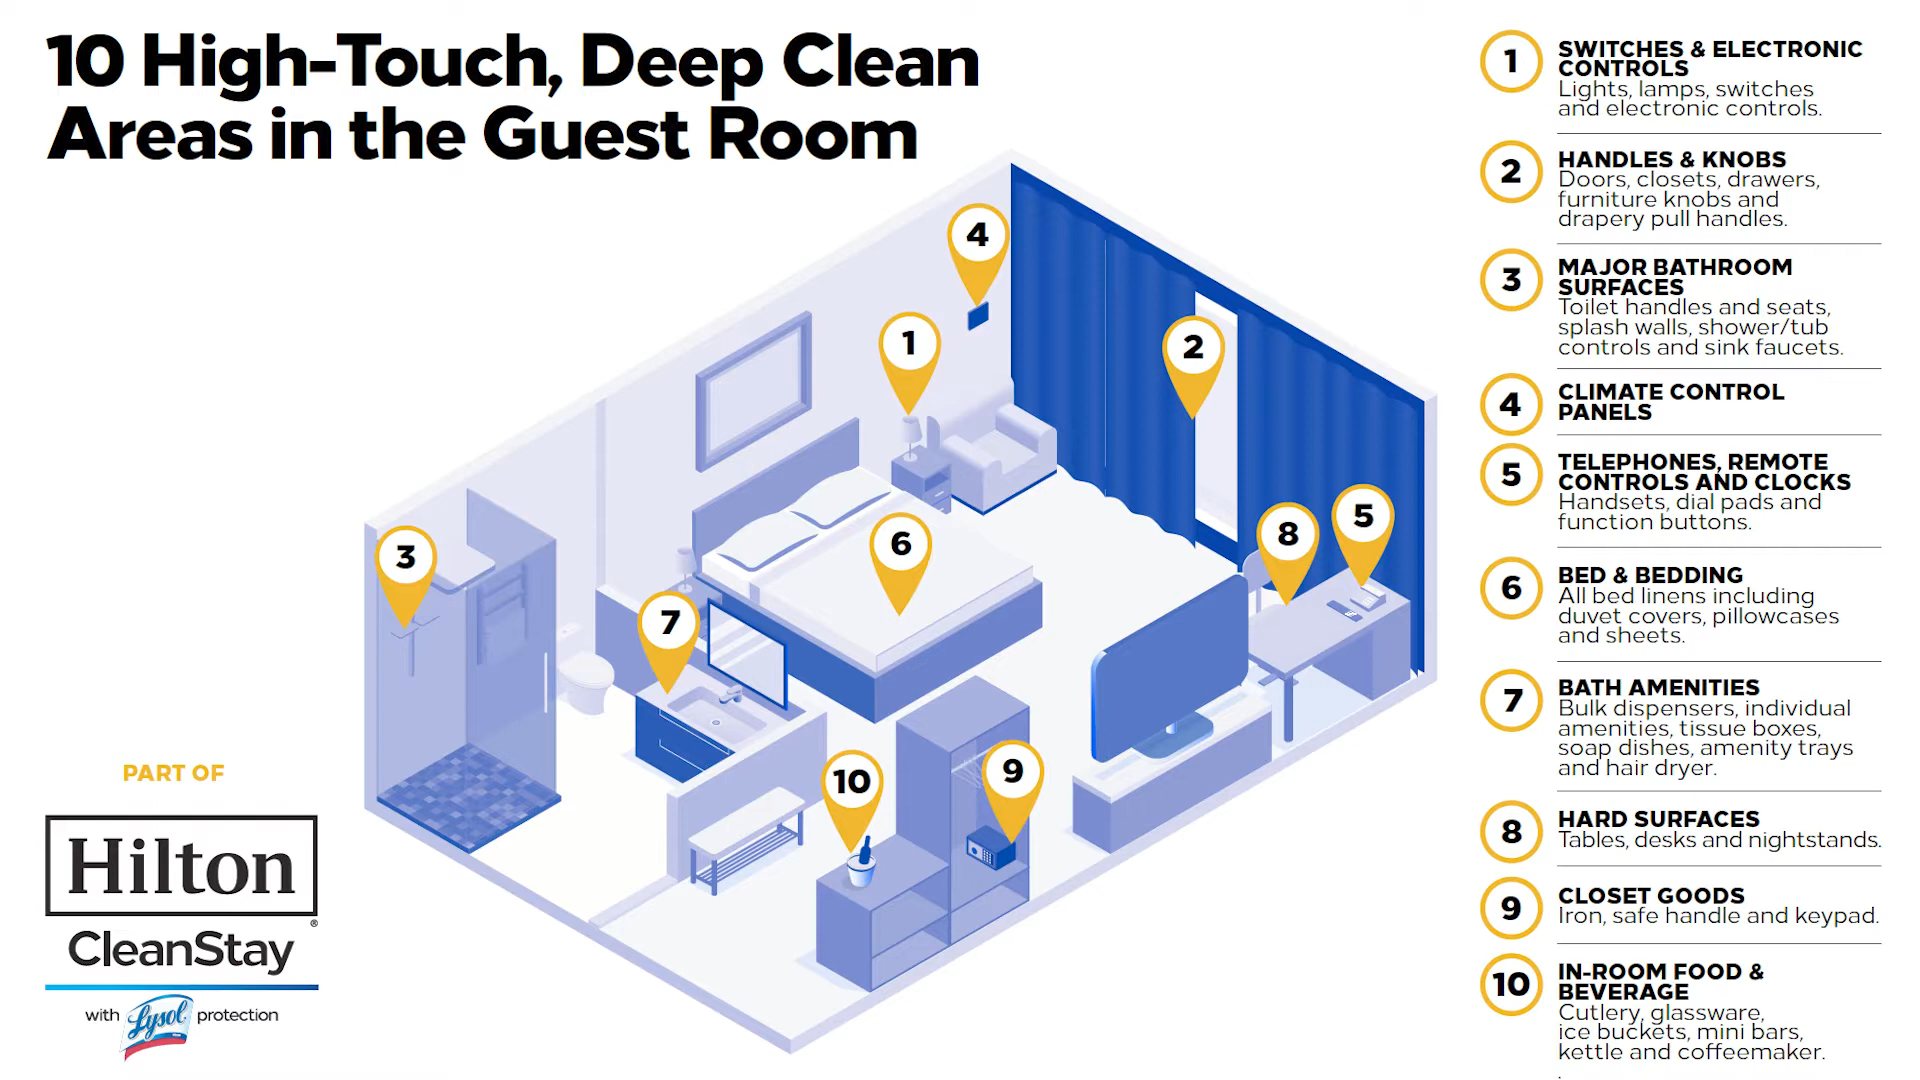 10 High-Touch, Deep Clean
Areas in the Guest Room
1
SWITCHES & ELECTRONIC
CONTROLS
Lights, lamps, switches
and electronic controls.
2
HANDLES & KNOBS
Doors, closets, drawers,
furniture knobs and
drapery pull handles.
3
MAJOR BATHROOM
SURFACES
Toilet handles and seats,
splash walls, shower/tub
controls and sink faucets.
4
CLIMATE CONTROL
PANELS
5
TELEPHONES, REMOTE
CONTROLS AND CLOCKS
Handsets, dial pads and
function buttons.
6
BED & BEDDING
All bed linens including
duvet covers, pillowcases
and sheets.
7
BATH AMENITIES
Bulk dispensers, individual
amenities, tissue boxes,
soap dishes, amenity trays
and hair dryer.
8
HARD SURFACES
Tables, desks and nightstands.
9
CLOSET GOODS
Iron, safe handle and keypad.
10
IN-ROOM FOOD &
BEVERAGE
Cutlery, glassware,
ice buckets, mini bars,
kettle and coffeemaker.
.
4
1
2
3
6
8
5
7
10
9
PART OF
Hilton
®
CleanStay
with Lysol protection